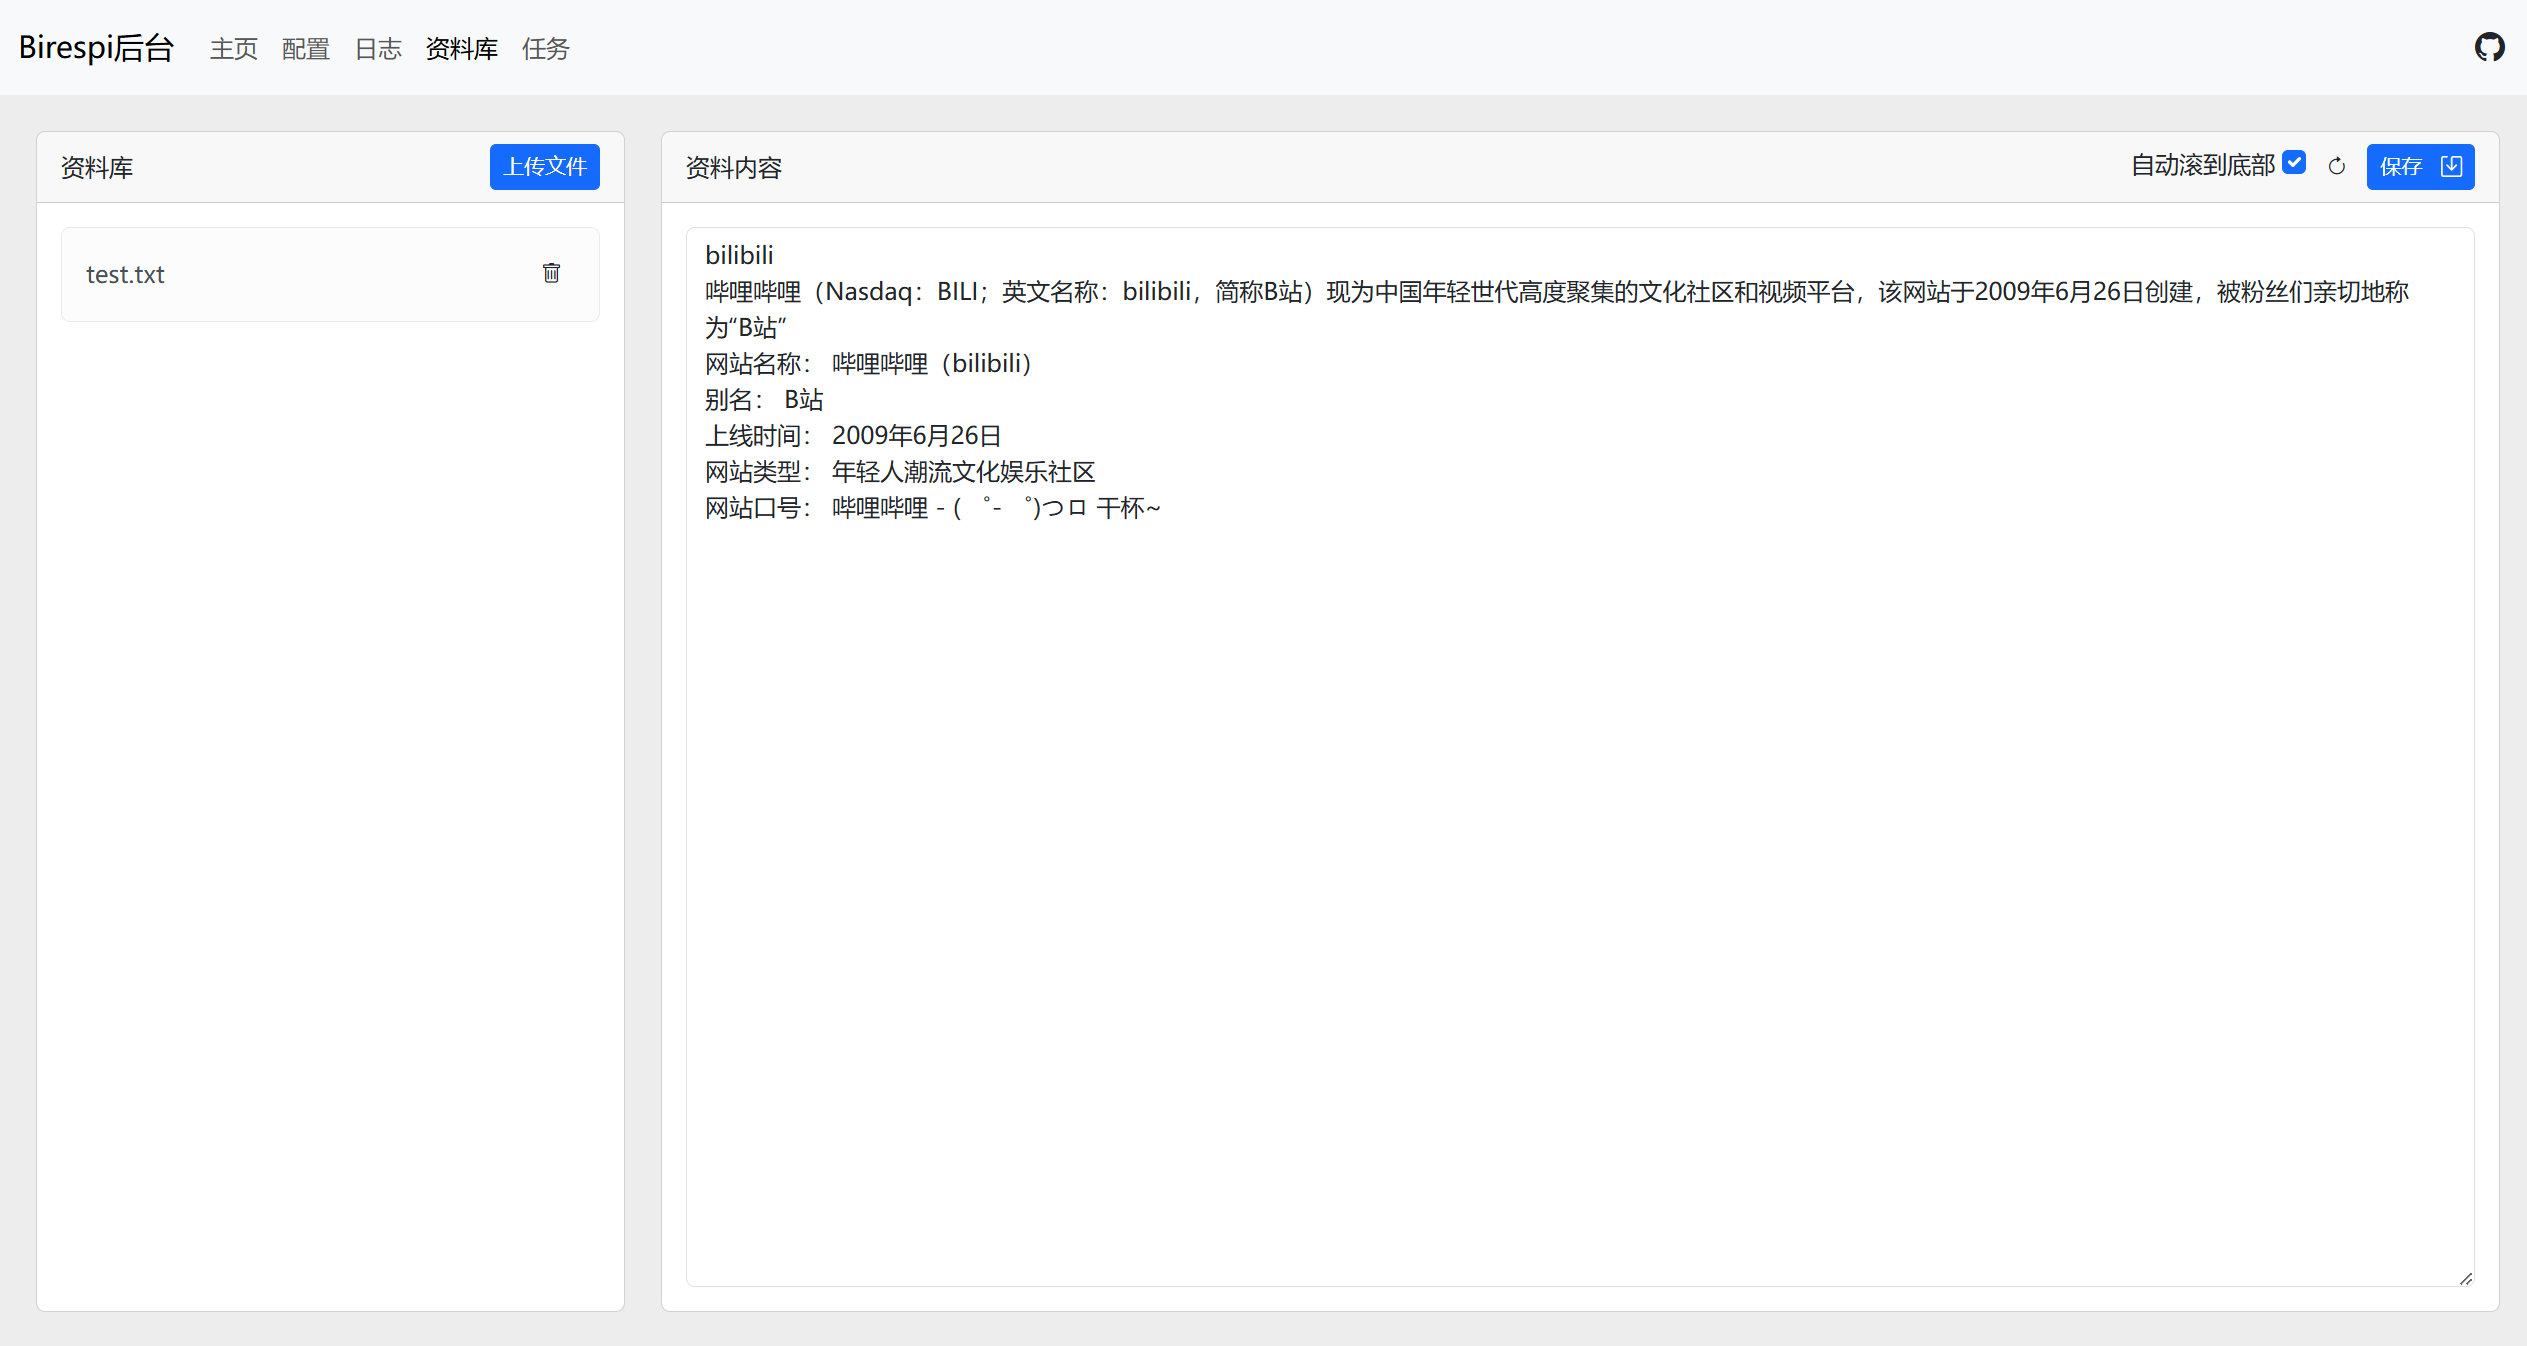 Birespi后台 主页 配置 日志 资料库 任务
资料库 上传文件
test.txt
资料内容 自动滚到底部 保存
bilibili
哔哩哔哩（Nasdaq：BILI；英文名称：bilibili，简称B站）现为中国年轻世代高度聚集的文化社区和视频平台，该网站于2009年6月26日创建，被粉丝们亲切地称
为“B站”
网站名称： 哔哩哔哩（bilibili）
别名： B站
上线时间： 2009年6月26日
网站类型： 年轻人潮流文化娱乐社区
网站口号： 哔哩哔哩 - ( ゜- ゜)つロ 干杯~